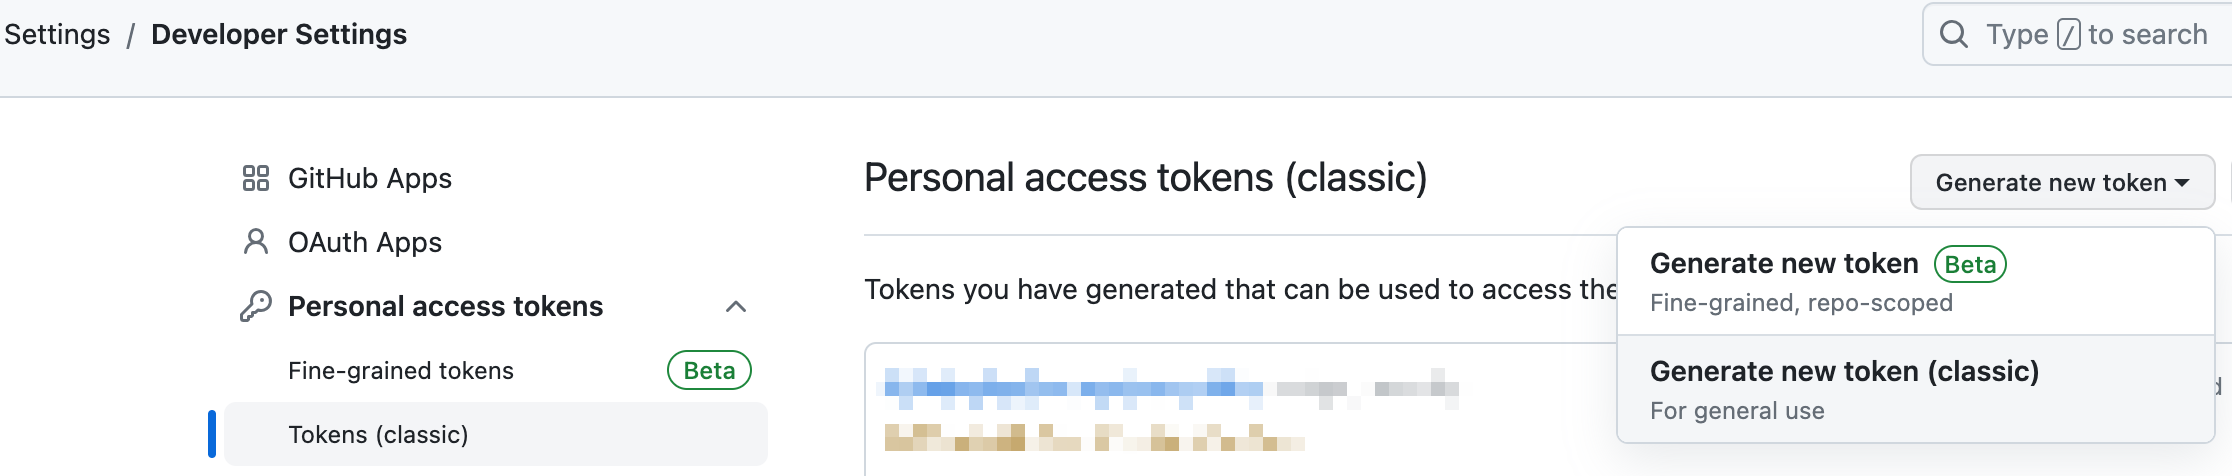 Settings / Developer Settings
Type / to search
GitHub Apps
OAuth Apps
Personal access tokens
Fine-grained tokens Beta
Tokens (classic)
Personal access tokens (classic)
Generate new token
Tokens you have generated that can be used to access the
Generate new token Beta
Fine-grained, repo-scoped
Generate new token (classic)
For general use